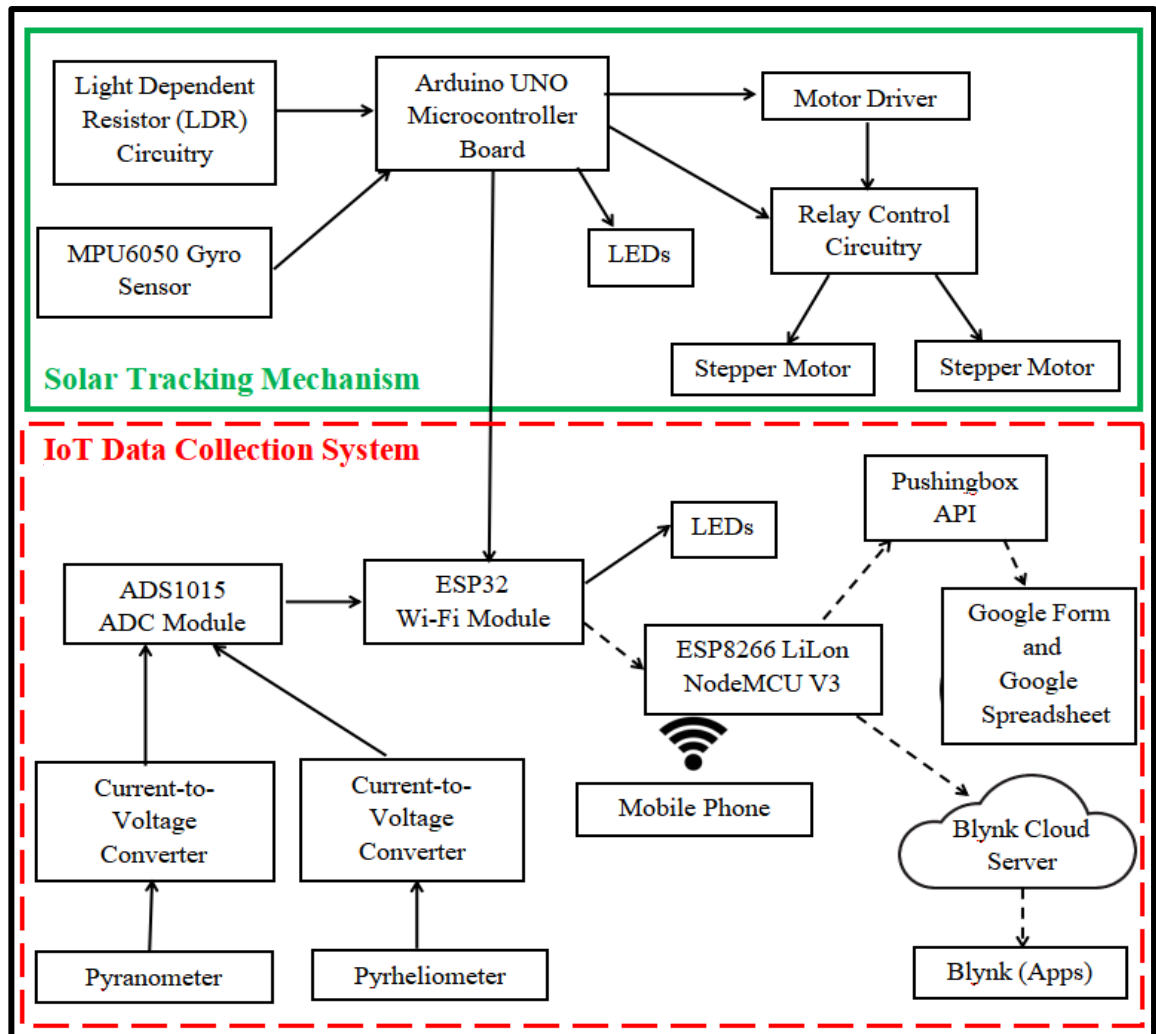 Light Dependent
Resistor (LDR)
Circuitry
Arduino UNO
Microcontroller
Board
Motor Driver
MPU6050 Gyro
Sensor
LEDs
Relay Control
Circuitry
Stepper Motor
Stepper Motor
Solar Tracking Mechanism
IoT Data Collection System
Pushingbox
API
LEDs
ADS1015
ADC Module
ESP32
Wi-Fi Module
ESP8266 LiLon
NodeMCU V3
Google Form
and
Google
Spreadsheet
Current-to-
Voltage
Converter
Current-to-
Voltage
Converter
Mobile Phone
Blynk Cloud
Server
Pyranometer
Pyrheliometer
Blynk (Apps)